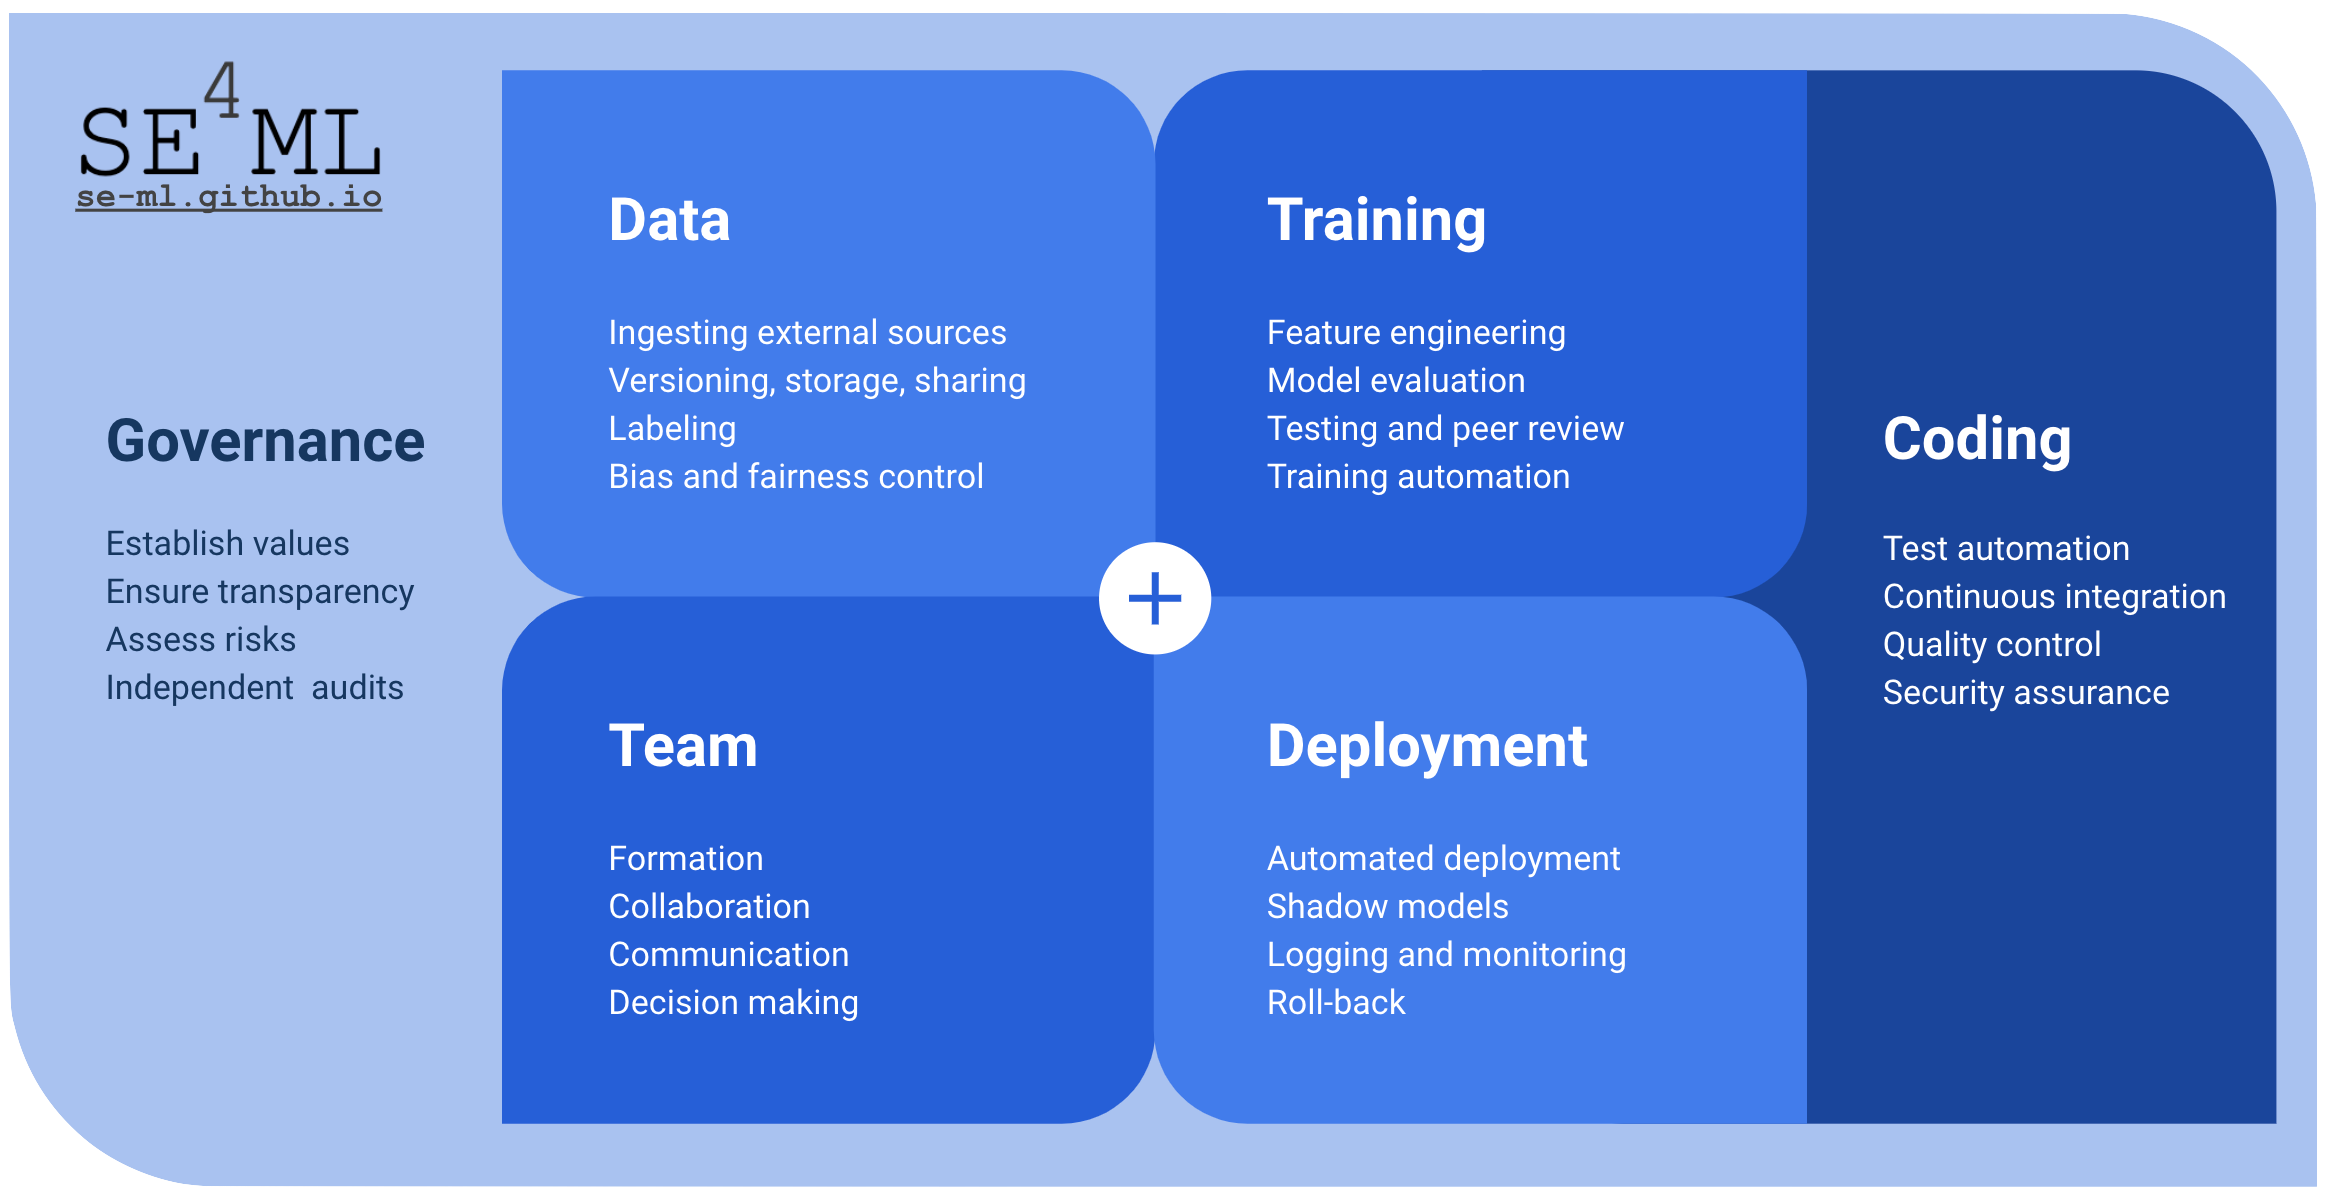 SE4ML
se-ml.github.io
Governance
Establish values
Ensure transparency
Assess risks
Independent  audits
Data
Ingesting external sources
Versioning, storage, sharing
Labeling
Bias and fairness control
Training
Feature engineering
Model evaluation
Testing and peer review
Training automation
Team
Formation
Collaboration
Communication
Decision making
Deployment
Automated deployment
Shadow models
Logging and monitoring
Roll-back
Coding
Test automation
Continuous integration
Quality control
Security assurance